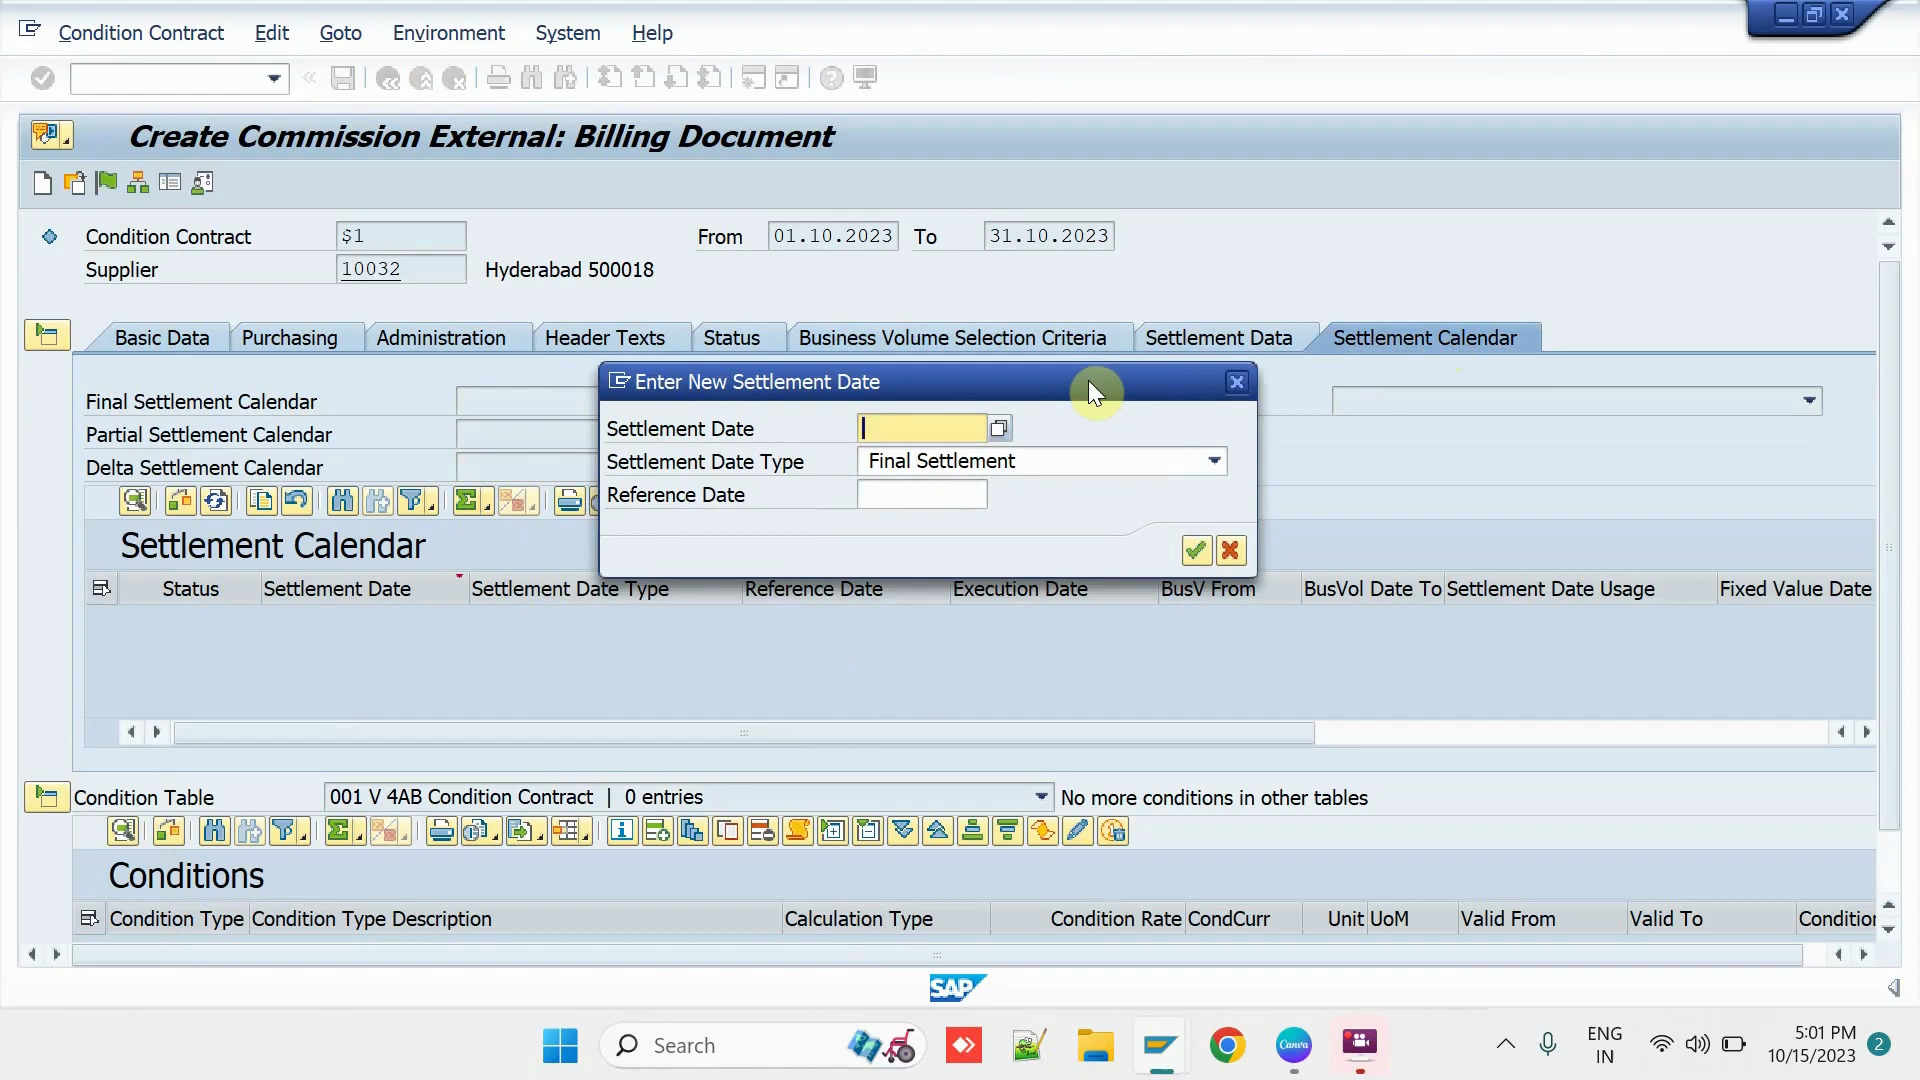 Condition Contract Edit Goto Environment System Help
Create Commission External: Billing Document
Condition Contract $1 From 01.10.2023 To 31.10.2023
Supplier 10032 Hyderabad 500018
Basic Data Purchasing Administration Header Texts Status Business Volume Selection Criteria Settlement Data Settlement Calendar
Enter New Settlement Date
Final Settlement Calendar
Partial Settlement Calendar
Delta Settlement Calendar
Settlement Date
Settlement Date Type Final Settlement
Reference Date
Settlement Calendar
Status Settlement Date Settlement Date Type Reference Date Execution Date BusV From BusVol Date To Settlement Date Usage Fixed Value Date
Condition Table 001 V 4AB Condition Contract | 0 entries No more conditions in other tables
Conditions
Condition Type Condition Type Description Calculation Type Condition Rate CondCurr Unit UoM Valid From Valid To Condition
SAP
Search Canva ENG IN 5:01 PM 10/15/2023 2